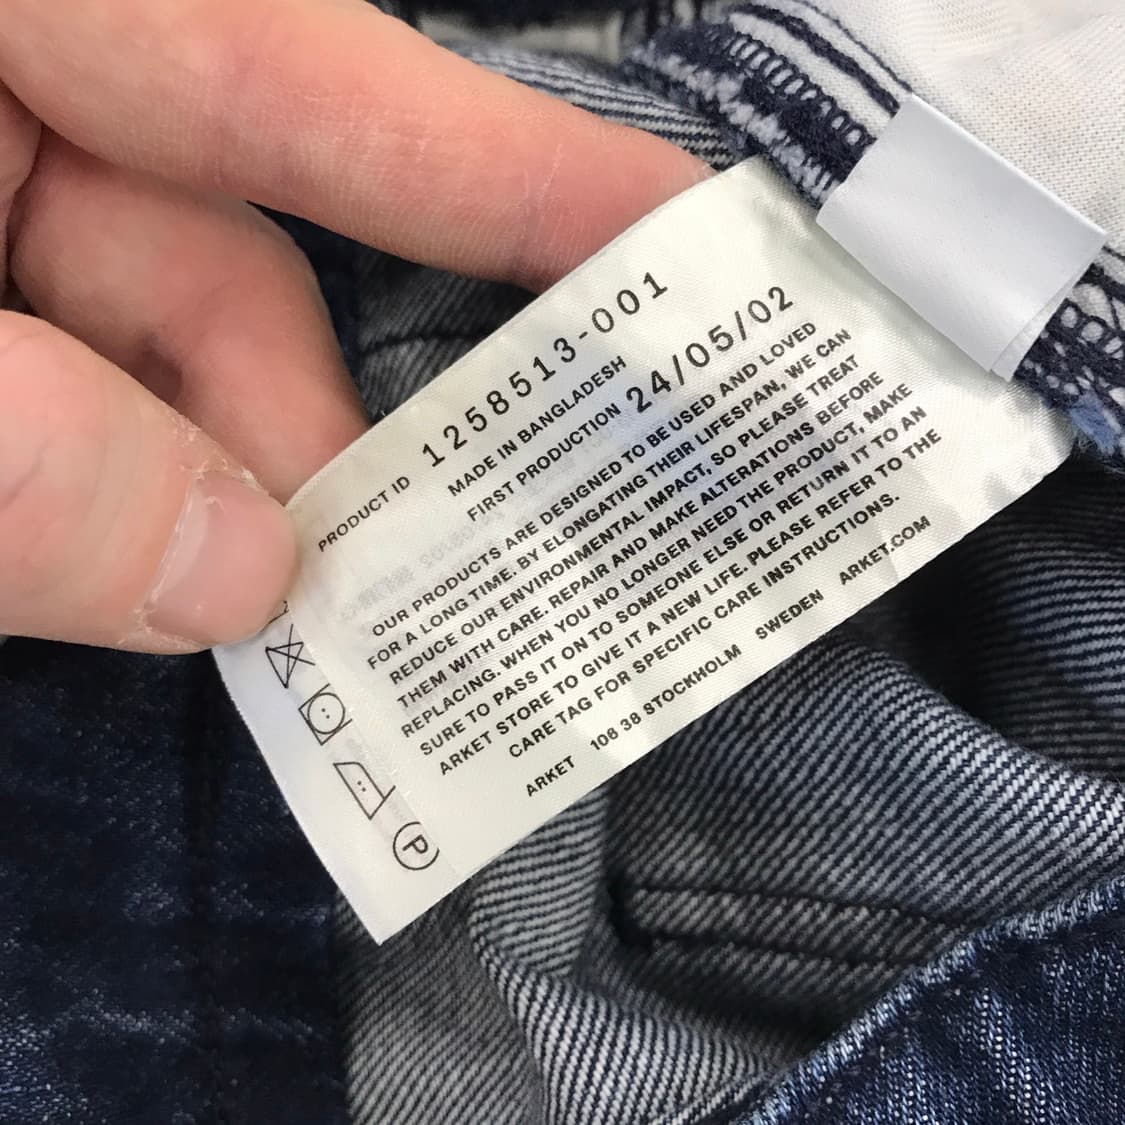 PRODUCT ID 1258513-001
MADE IN BANGLADESH
FIRST PRODUCTION 24/05/02
OUR PRODUCTS ARE DESIGNED TO BE USED AND LOVED
FOR A LONG TIME. BY ELONGATING THEIR LIFESPAN, WE CAN
REDUCE OUR ENVIRONMENTAL IMPACT, SO PLEASE TREAT
THEM WITH CARE. REPAIR AND MAKE ALTERATIONS BEFORE
REPLACING. WHEN YOU NO LONGER NEED THE PRODUCT, MAKE
SURE TO PASS IT ON TO SOMEONE ELSE OR RETURN IT TO AN
ARKET STORE TO GIVE IT A NEW LIFE. PLEASE REFER TO THE
CARE TAG FOR SPECIFIC CARE INSTRUCTIONS.
ARKET 106 38 STOCKHOLM SWEDEN ARKET.COM
P